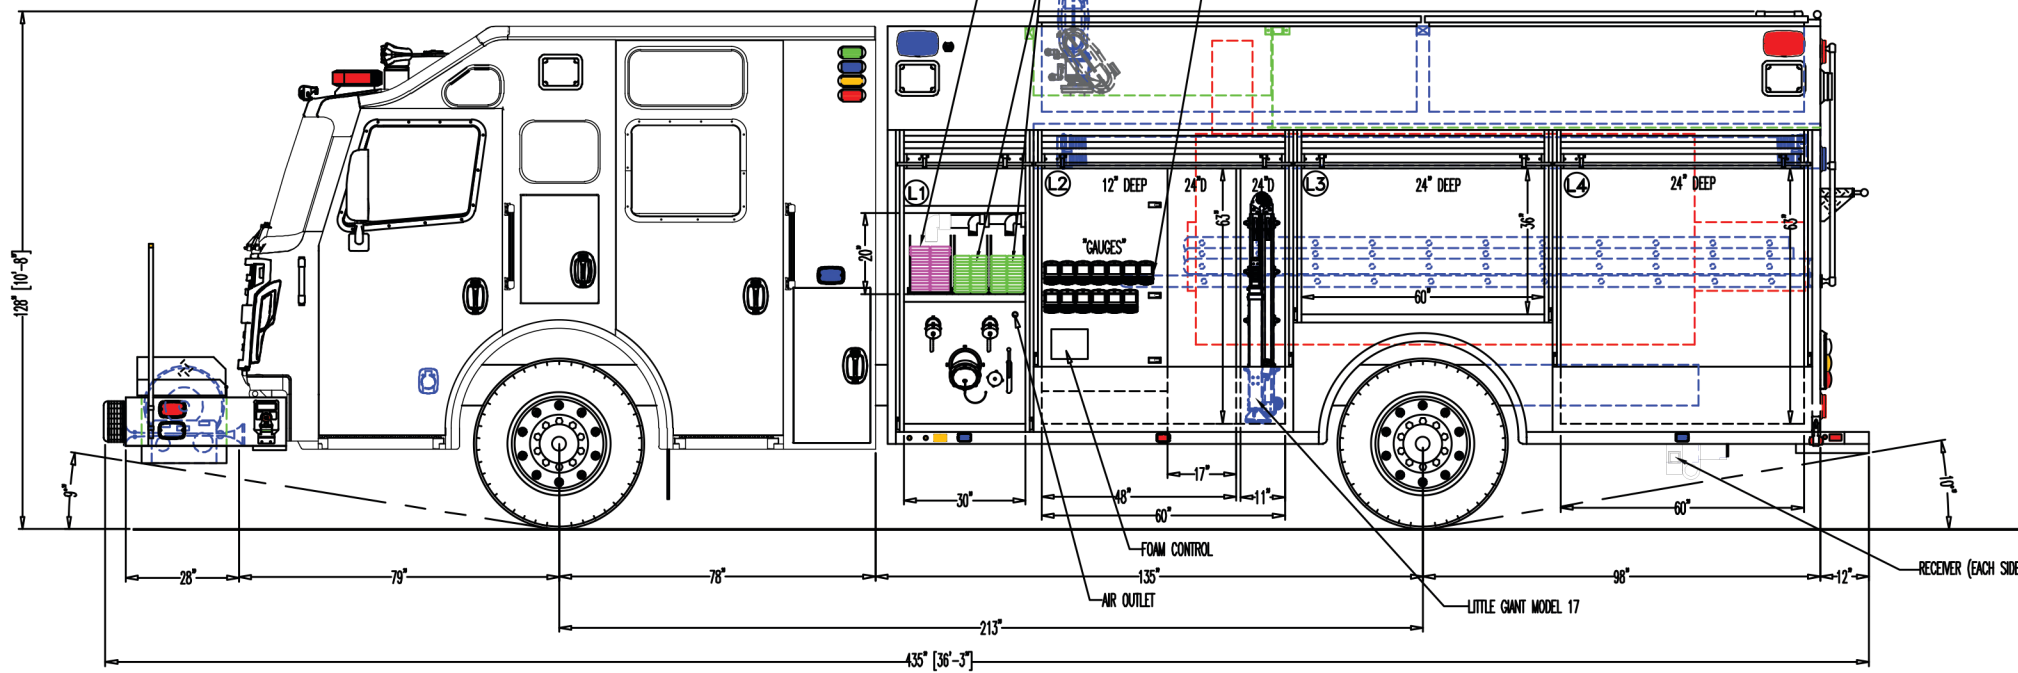 128" [10'-8"]
L1
L2
12" DEEP
24"D
24"D
L3
24" DEEP
L4
24" DEEP
63"
36"
63"
20"
"GAUGES"
60"
9°
10°
30"
17"
48"
11"
60"
60"
FOAM CONTROL
28"
79"
78"
135"
98"
12"
RECEIVER (EACH SIDE
AIR OUTLET
LITTLE GIANT MODEL 17
213"
435" [36'-3"]